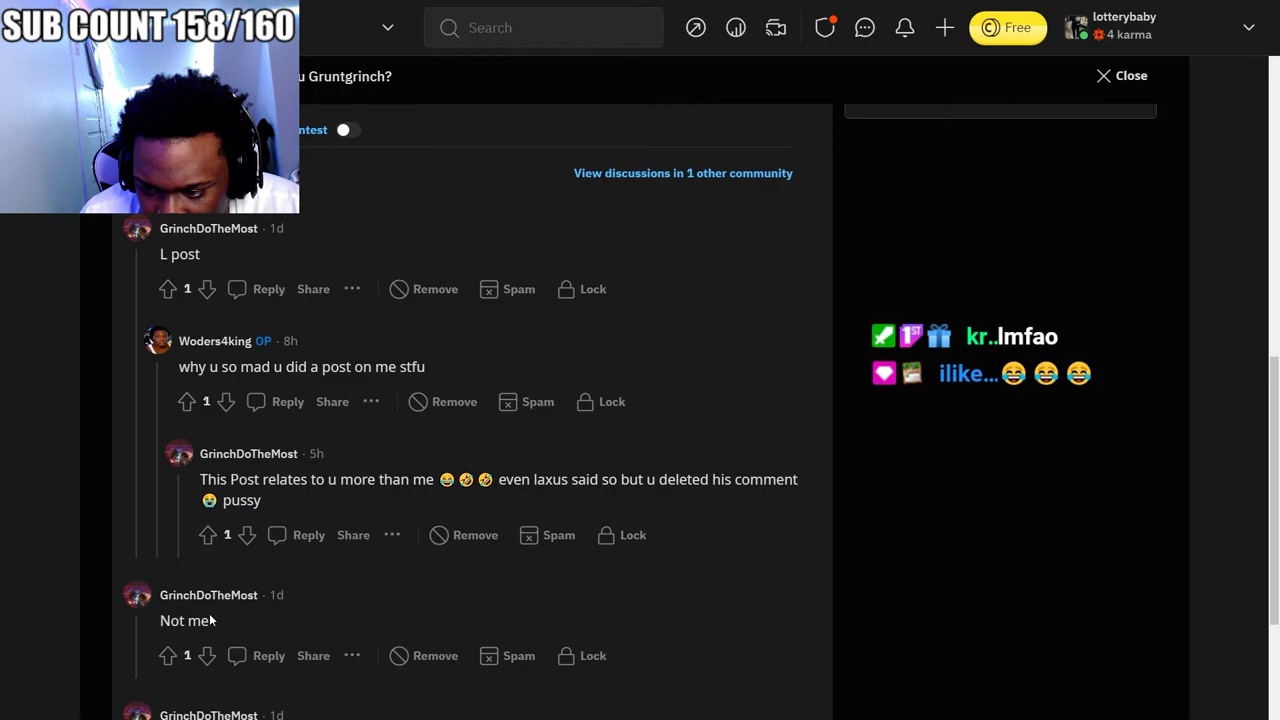 SUB COUNT 158/160
Search
Free
lotterybaby
4 karma
u Gruntgrinch?
Close
ntest
View discussions in 1 other community
GrinchDoTheMost · 1d
L post
1 Reply Share ··· Remove Spam Lock
Woders4king OP · 8h
why u so mad u did a post on me stfu
1 Reply Share ··· Remove Spam Lock
GrinchDoTheMost · 5h
This Post relates to u more than me 😂🤣🤣 even laxus said so but u deleted his comment
😭 pussy
1 Reply Share ··· Remove Spam Lock
GrinchDoTheMost · 1d
Not me
1 Reply Share ··· Remove Spam Lock
GrinchDoTheMost · 1d
1ST kr..lmfao
ilike...😂 😂 😂